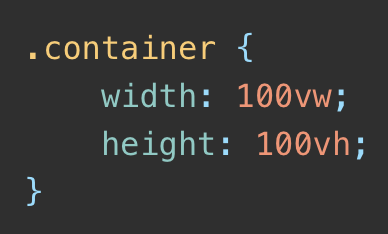 .container {
    width: 100vw;
    height: 100vh;
}